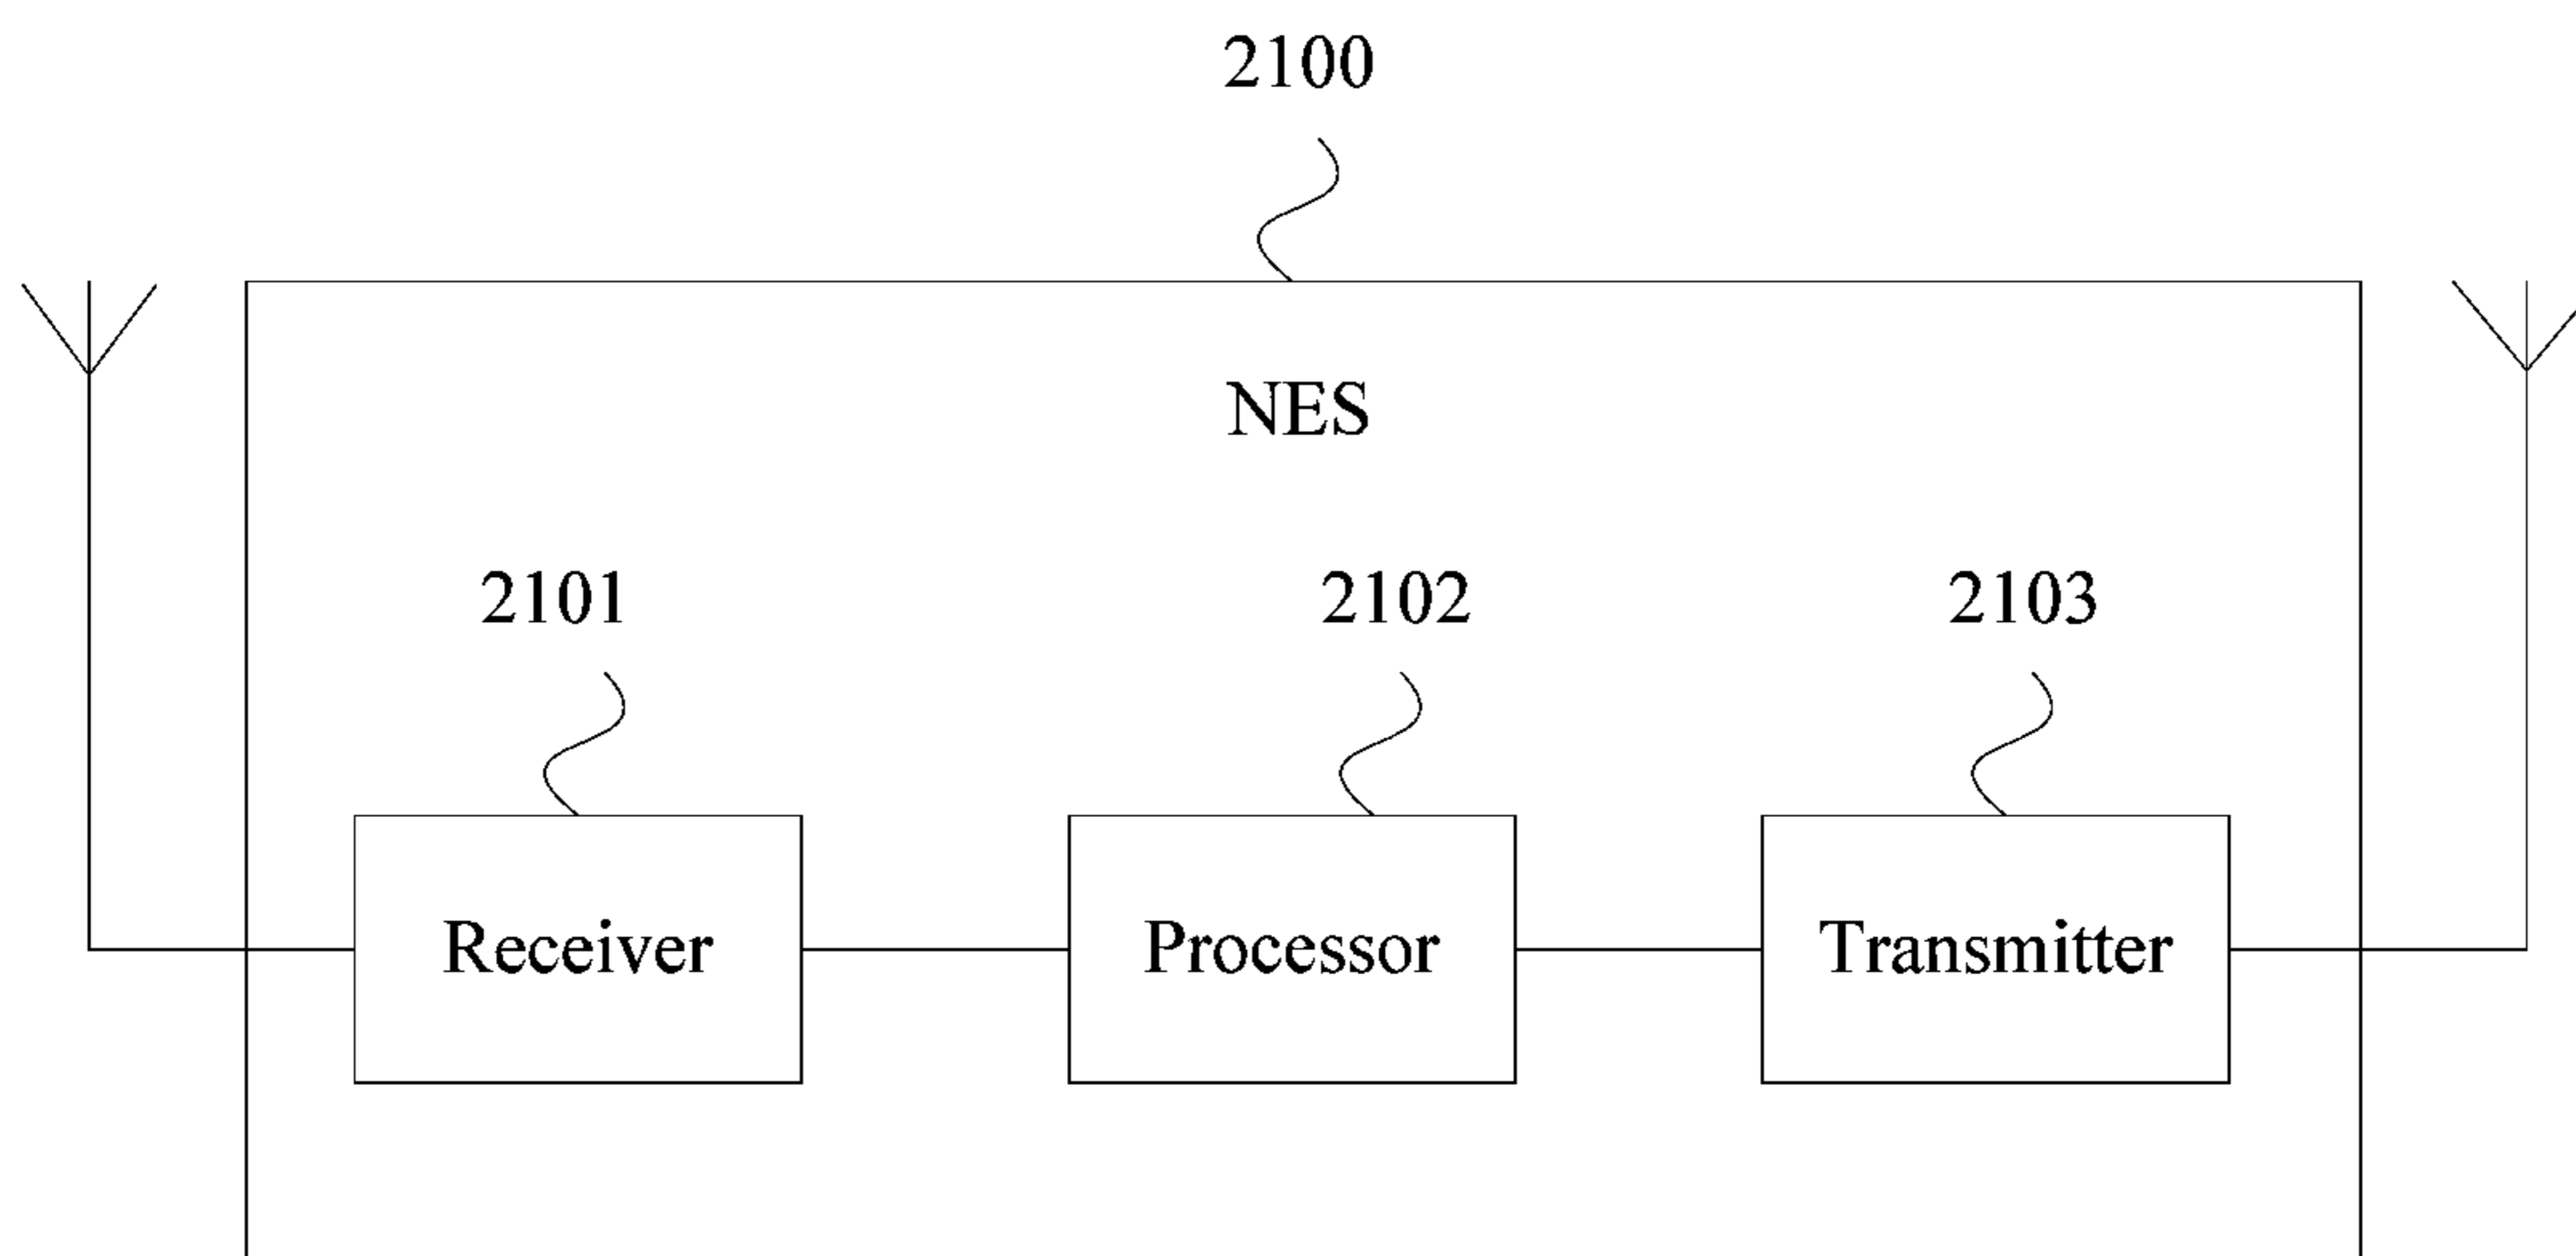 2100
NES
2101
2102
2103
Receiver
Processor
Transmitter